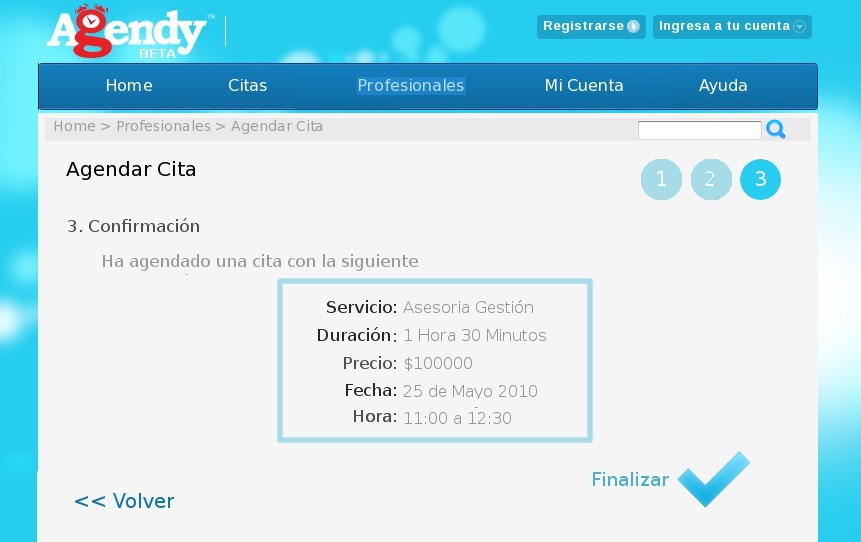 Agendy™
BETA
Registrarse
Ingresa a tu cuenta
Home Citas Profesionales Mi Cuenta Ayuda
Home > Profesionales > Agendar Cita
Agendar Cita
1 2 3
3. Confirmación
Ha agendado una cita con la siguiente
Servicio: Asesoria Gestión
Duración: 1 Hora 30 Minutos
Precio: $100000
Fecha: 25 de Mayo 2010
Hora: 11:00 a 12:30
Finalizar
<< Volver